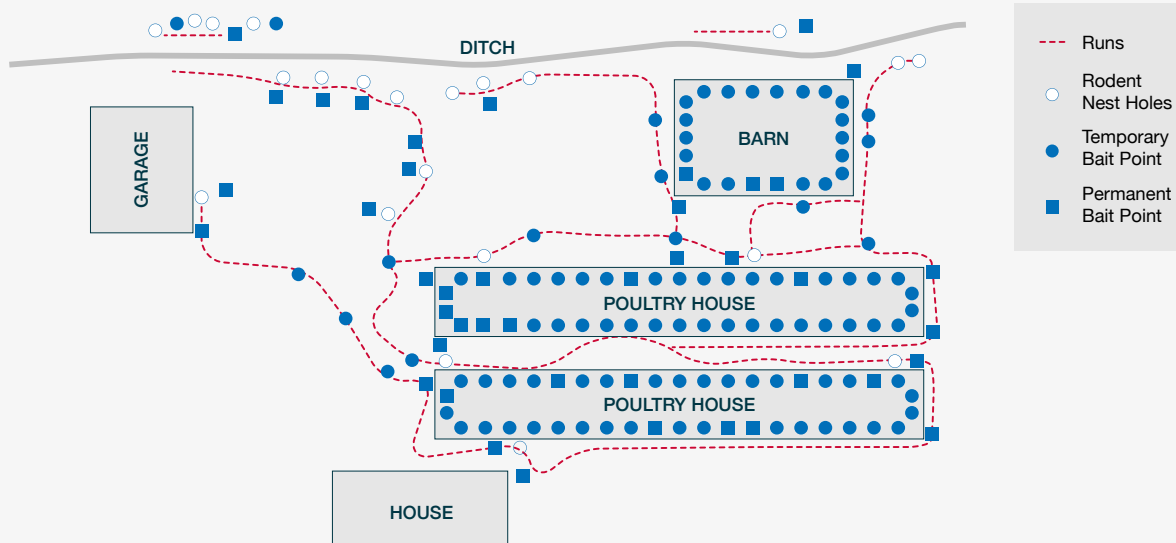 DITCH
GARAGE
BARN
POULTRY HOUSE
POULTRY HOUSE
HOUSE
Runs
Rodent
Nest Holes
Temporary
Bait Point
Permanent
Bait Point